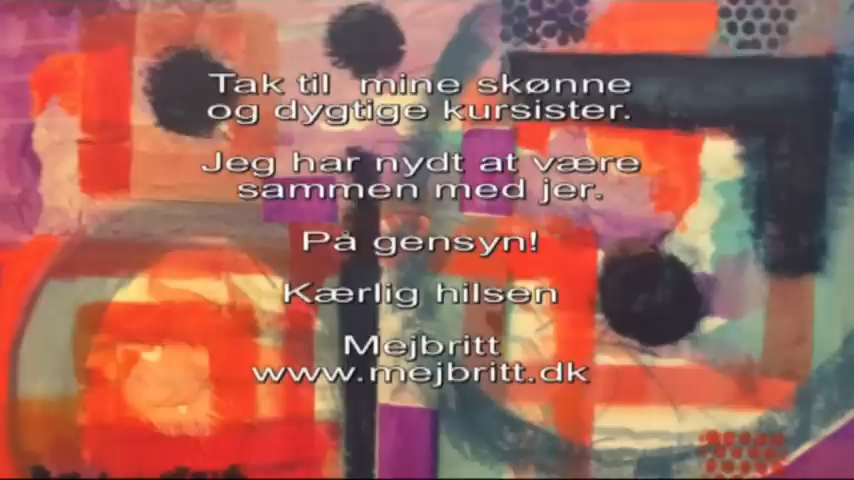 Tak til mine skønne
og dygtige kursister.
Jeg har nydt at være
sammen med jer.
På gensyn!
Kærlig hilsen
Mejbritt
www.mejbritt.dk